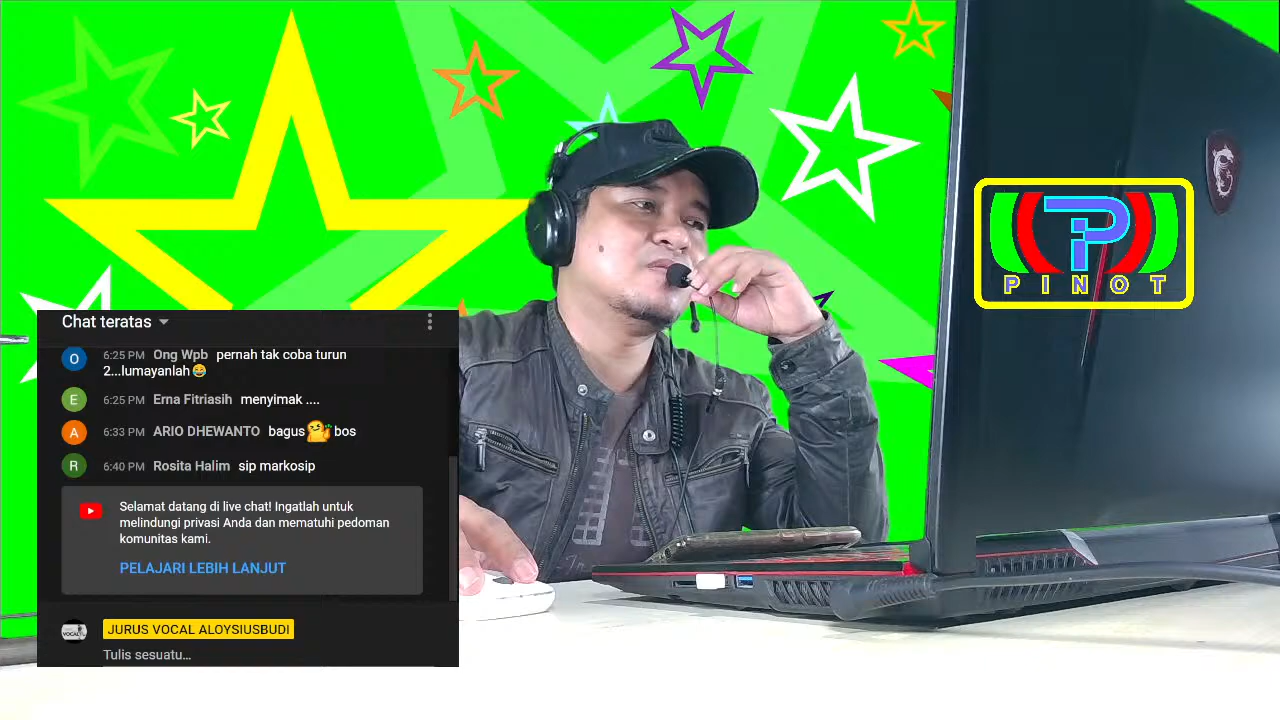 Chat teratas
6:25 PM Ong Wpb pernah tak coba turun
2...lumayanlah😂
6:25 PM Erna Fitriasih menyimak ....
6:33 PM ARIO DHEWANTO bagus bos
6:40 PM Rosita Halim sip markosip
Selamat datang di live chat! Ingatlah untuk
melindungi privasi Anda dan mematuhi pedoman
komunitas kami.
PELAJARI LEBIH LANJUT
JURUS VOCAL ALOYSIUSBUDI
Tulis sesuatu...
O
E
A
R
VOCAL
P
PINOT